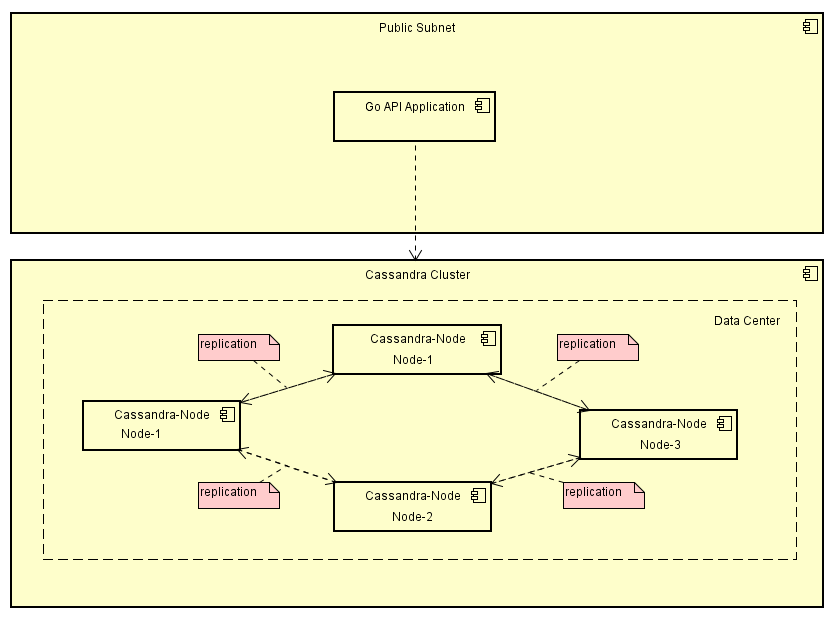 Public Subnet
Go API Application
Cassandra Cluster
Data Center
replication
Cassandra-Node
Node-1
replication
Cassandra-Node
Node-1
Cassandra-Node
Node-3
replication
Cassandra-Node
Node-2
replication